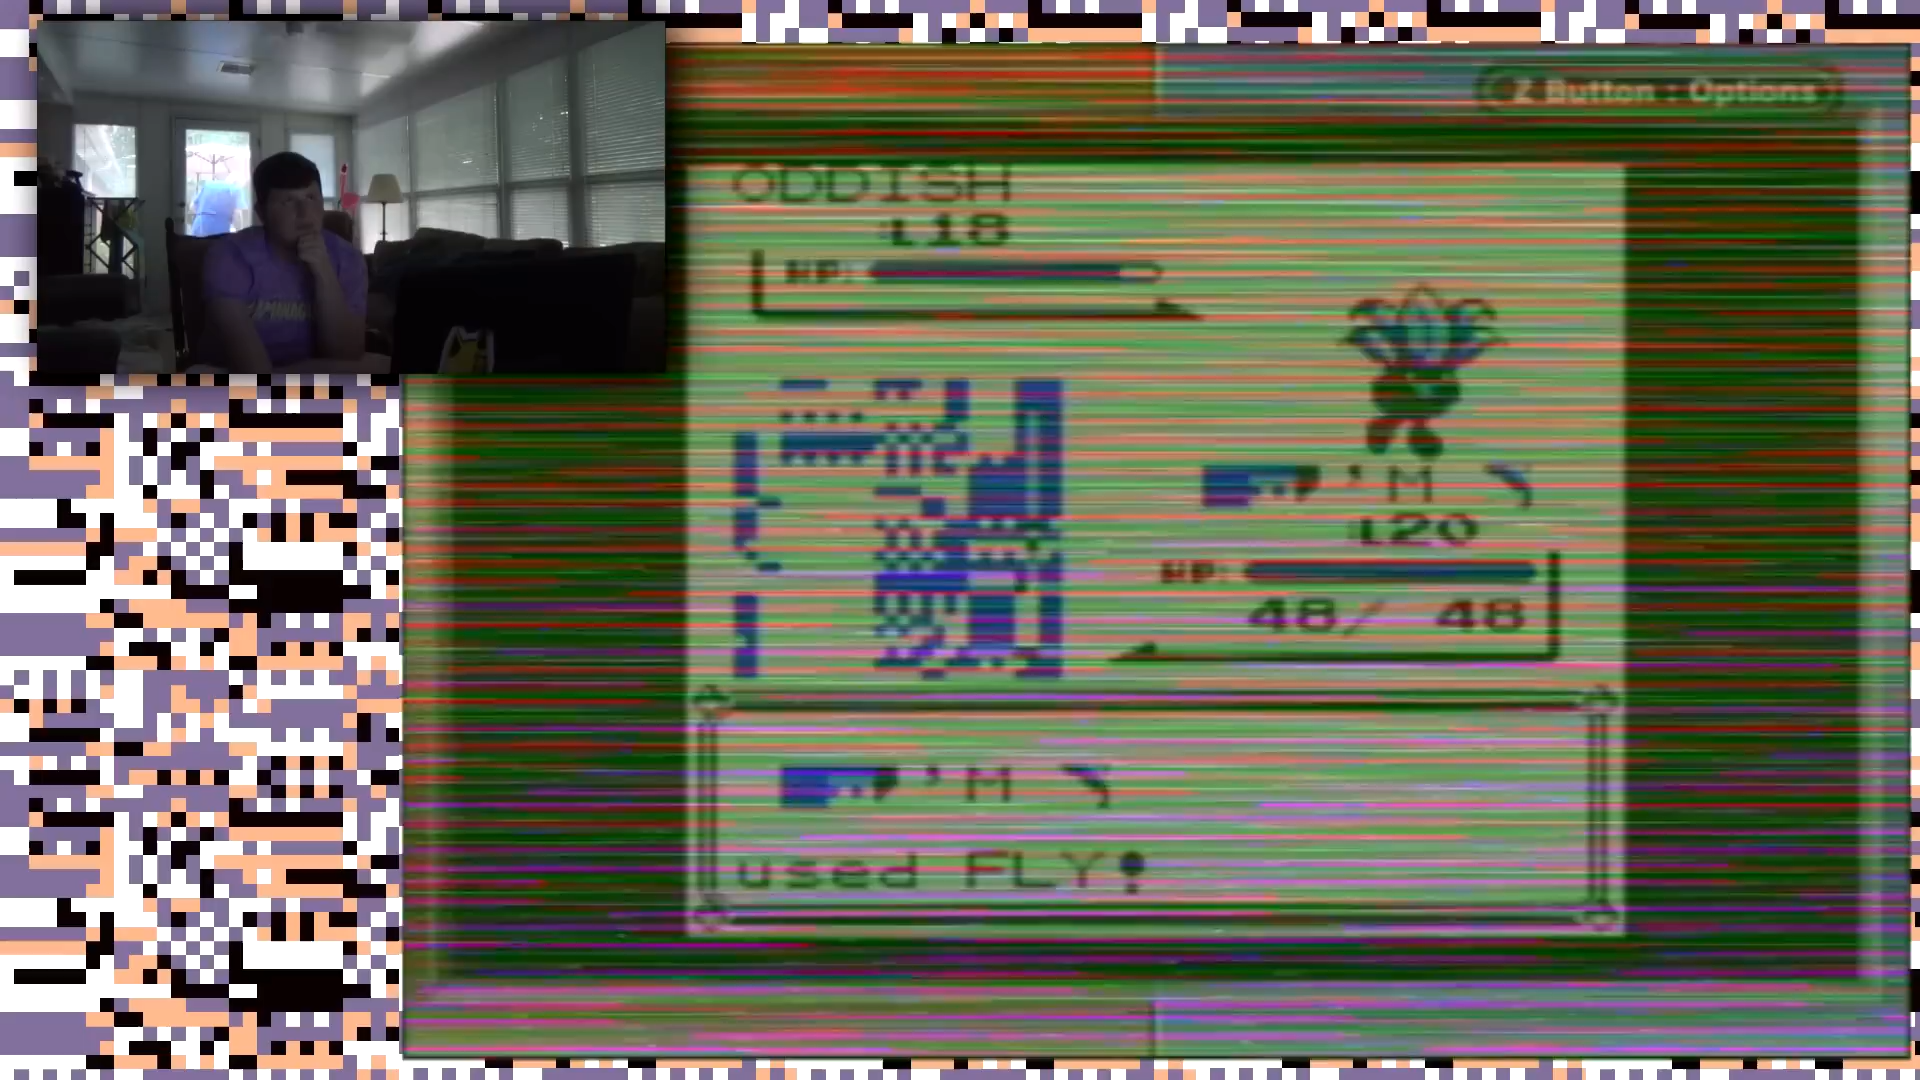 Z Button : Options
ODDISH
:L18
HP:
'M
:L20
HP:
48/ 48
'M
used FLY!